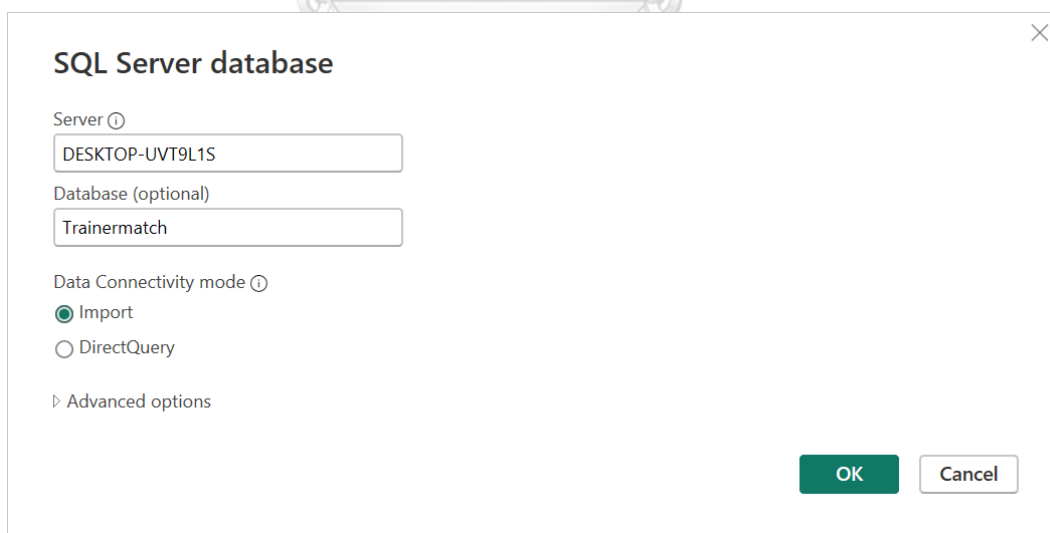 SQL Server database
Server
DESKTOP-UVT9L1S
Database (optional)
Trainermatch
Data Connectivity mode
Import
DirectQuery
Advanced options
OK Cancel